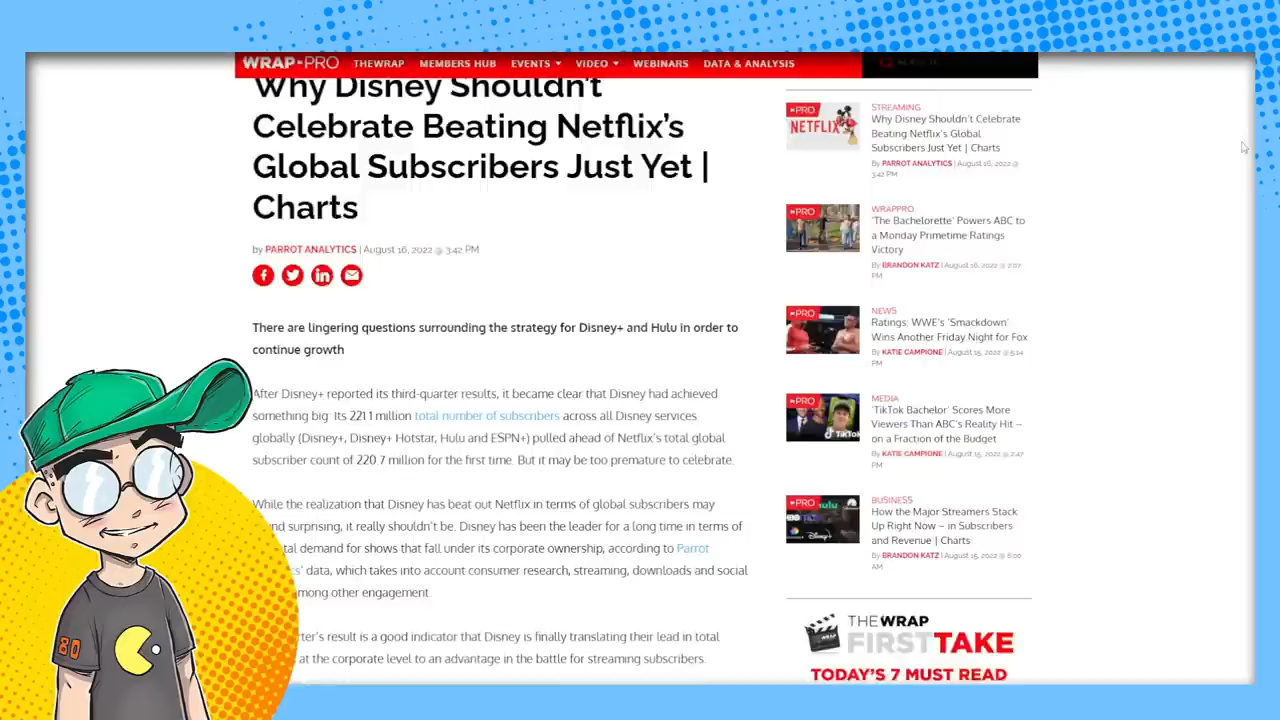 WRAP PRO THEWRAP MEMBERS HUB EVENTS VIDEO WEBINARS DATA & ANALYSIS
Why Disney Shouldn't
Celebrate Beating Netflix's
Global Subscribers Just Yet |
Charts
by PARROT ANALYTICS | August 16, 2022 @ 3:42 PM
There are lingering questions surrounding the strategy for Disney+ and Hulu in order to
continue growth
After Disney+ reported its third-quarter results, it became clear that Disney had achieved
something big: Its 221.1 million total number of subscribers across all Disney services
globally (Disney+, Disney+ Hotstar, Hulu and ESPN+) pulled ahead of Netflix's total global
subscriber count of 220.7 million for the first time. But it may be too premature to celebrate.
While the realization that Disney has beat out Netflix in terms of global subscribers may
surprising, it really shouldn't be. Disney has been the leader for a long time in terms of
demand for shows that fall under its corporate ownership, according to Parrot
data, which takes into account consumer research, streaming, downloads and social
among other engagement.
result is a good indicator that Disney is finally translating their lead in total
at the corporate level to an advantage in the battle for streaming subscribers.
PRO
NETFLIX
STREAMING
Why Disney Shouldn't Celebrate
Beating Netflix's Global
Subscribers Just Yet | Charts
By PARROT ANALYTICS | August 16, 2022 @
3:42 PM
PRO
WRAPPRO
'The Bachelorette' Powers ABC to
a Monday Primetime Ratings
Victory
By BRANDON KATZ | August 16, 2022 @ 2:07
PM
PRO
NEWS
Ratings: WWE's 'Smackdown'
Wins Another Friday Night for Fox
By KATIE CAMPIONE | August 15, 2022 @ 5:14
PM
PRO
TikTok
MEDIA
'TikTok Bachelor' Scores More
Viewers Than ABC's Reality Hit –
on a Fraction of the Budget
By KATIE CAMPIONE | August 15, 2022 @ 2:47
PM
PRO
hulu
Disney+
BUSINESS
How the Major Streamers Stack
Up Right Now – in Subscribers
and Revenue | Charts
By BRANDON KATZ | August 15, 2022 @ 6:00
AM
THEWRAP
FIRSTTAKE
TODAY'S 7 MUST READ
80